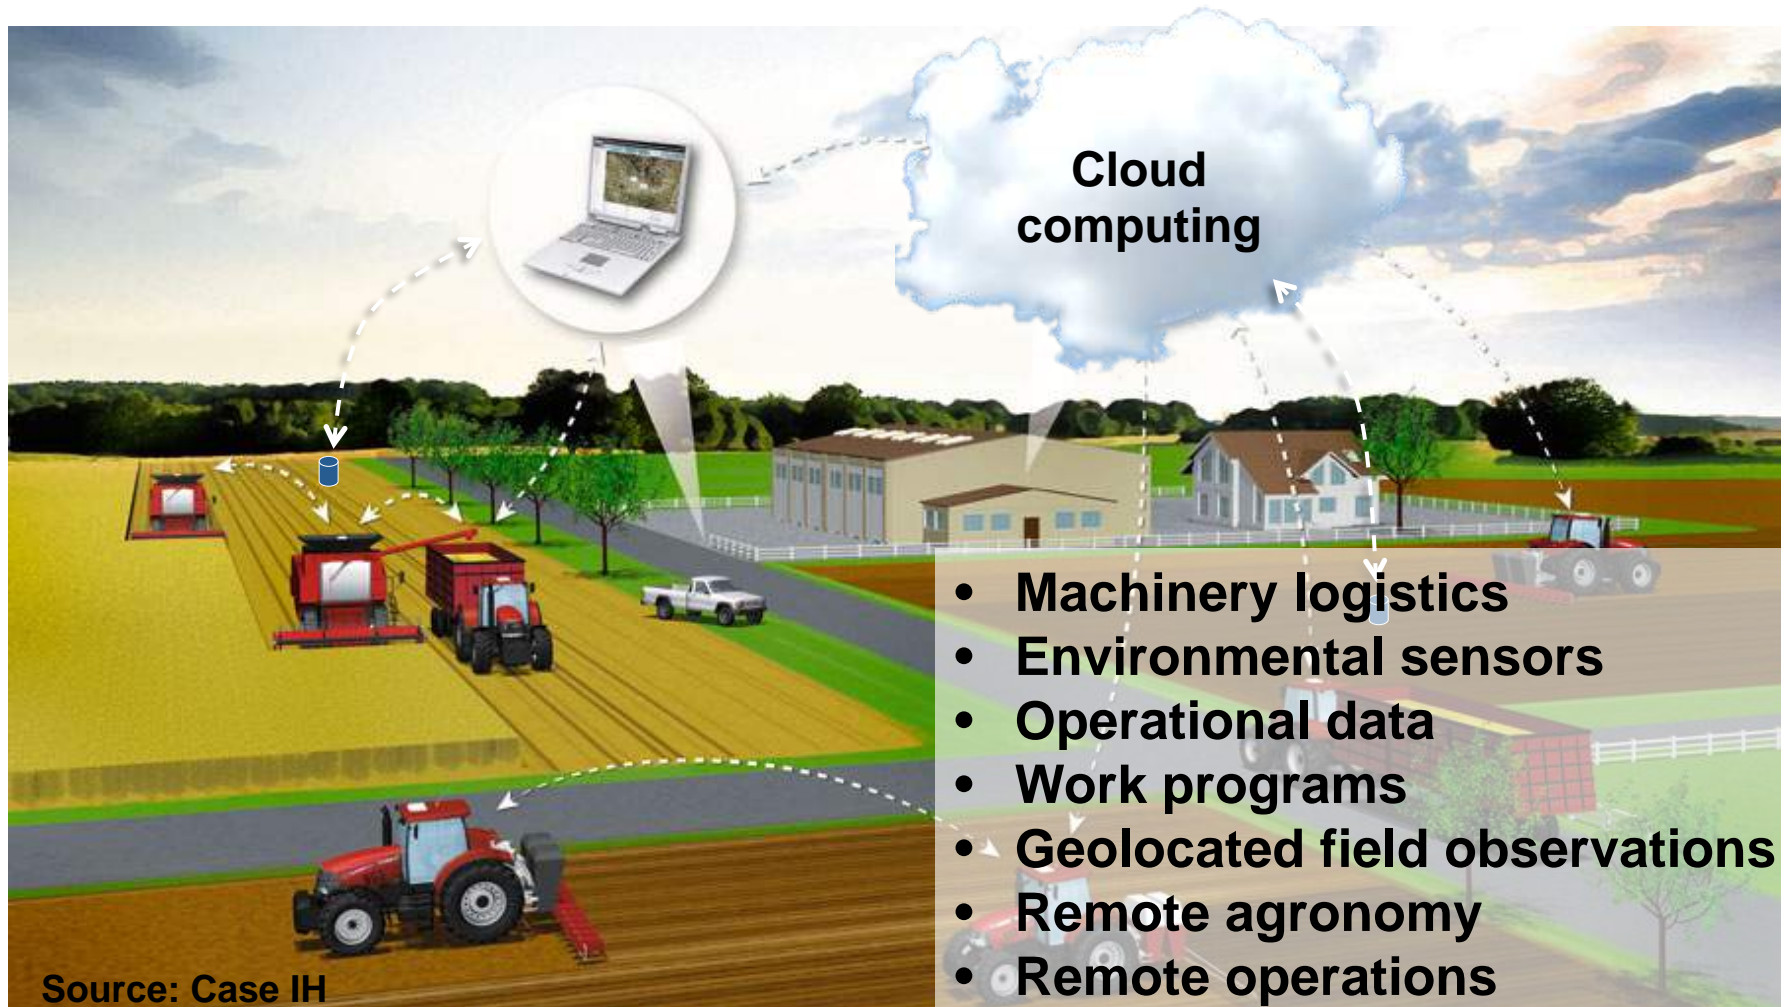 Cloud
computing
• Machinery logistics
• Environmental sensors
• Operational data
• Work programs
• Geolocated field observations
• Remote agronomy
• Remote operations
Source: Case IH